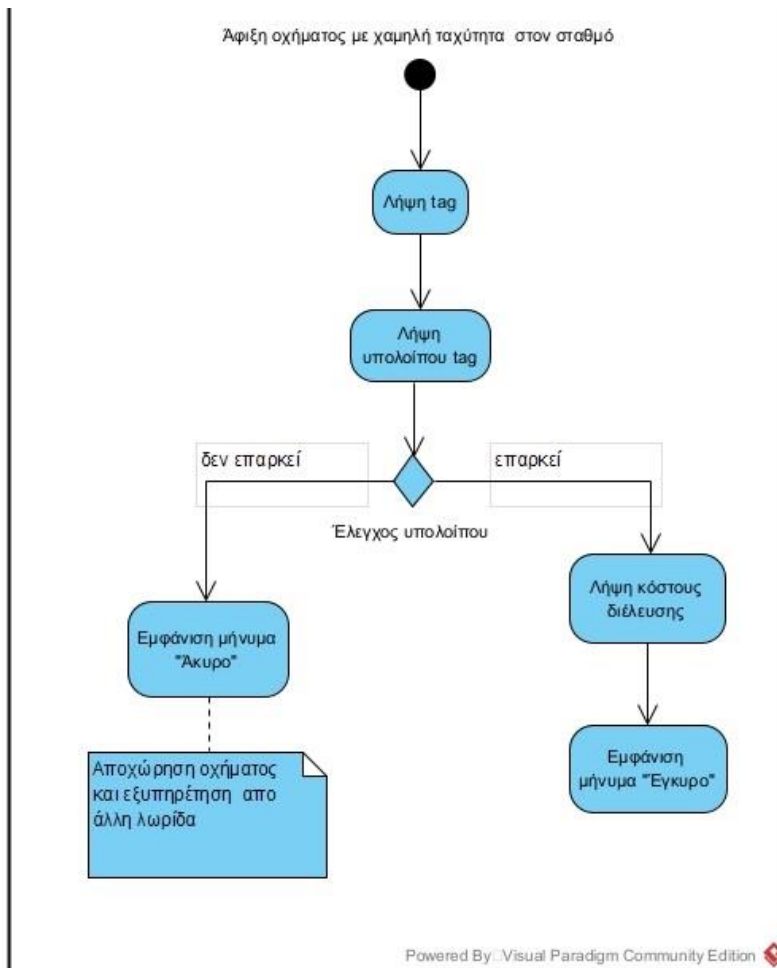 Άφιξη οχήματος με χαμηλή ταχύτητα στον σταθμό
Λήψη tag
Λήψη
υπολοίπου tag
δεν επαρκεί
επαρκεί
Έλεγχος υπολοίπου
Εμφάνιση μήνυμα
"Άκυρο"
Λήψη κόστους
διέλευσης
Αποχώρηση οχήματος
και εξυπηρέτηση απο
άλλη λωρίδα
Εμφάνιση
μήνυμα "Έγκυρο"
Powered By Visual Paradigm Community Edition